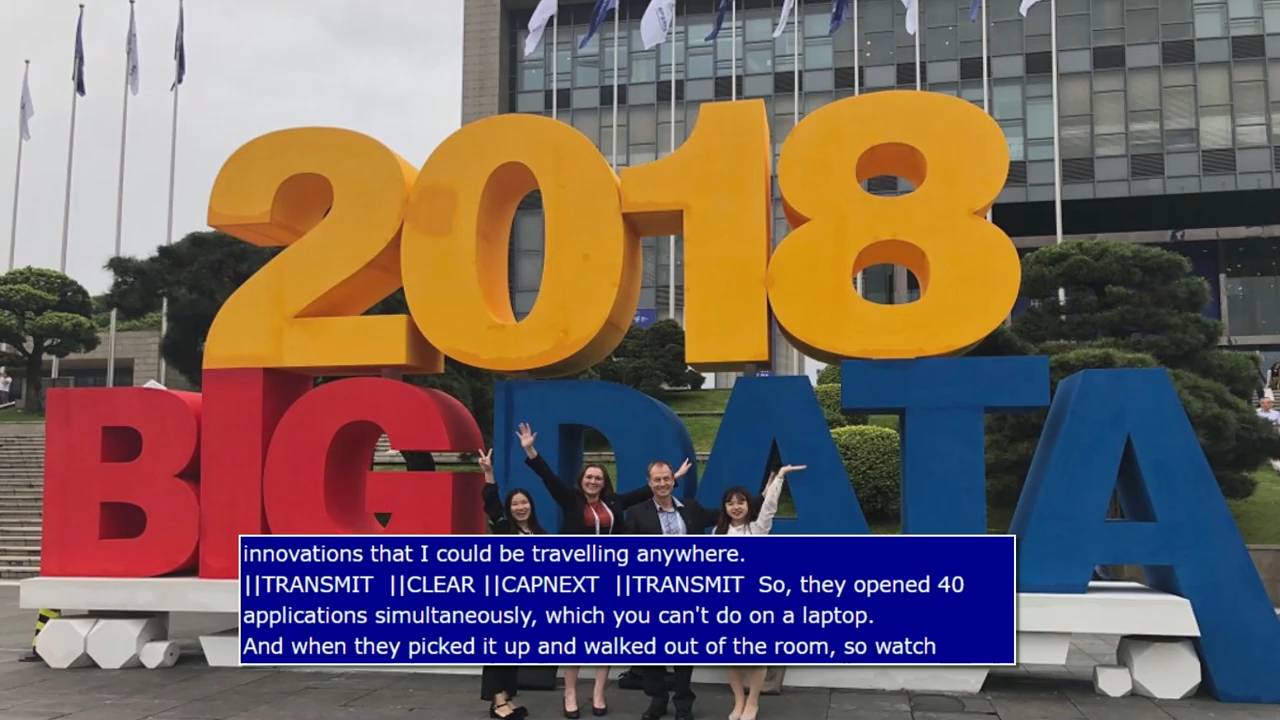 2018
BIG DATA
innovations that I could be travelling anywhere.
||TRANSMIT ||CLEAR ||CAPNEXT ||TRANSMIT So, they opened 40
applications simultaneously, which you can't do on a laptop.
And when they picked it up and walked out of the room, so watch